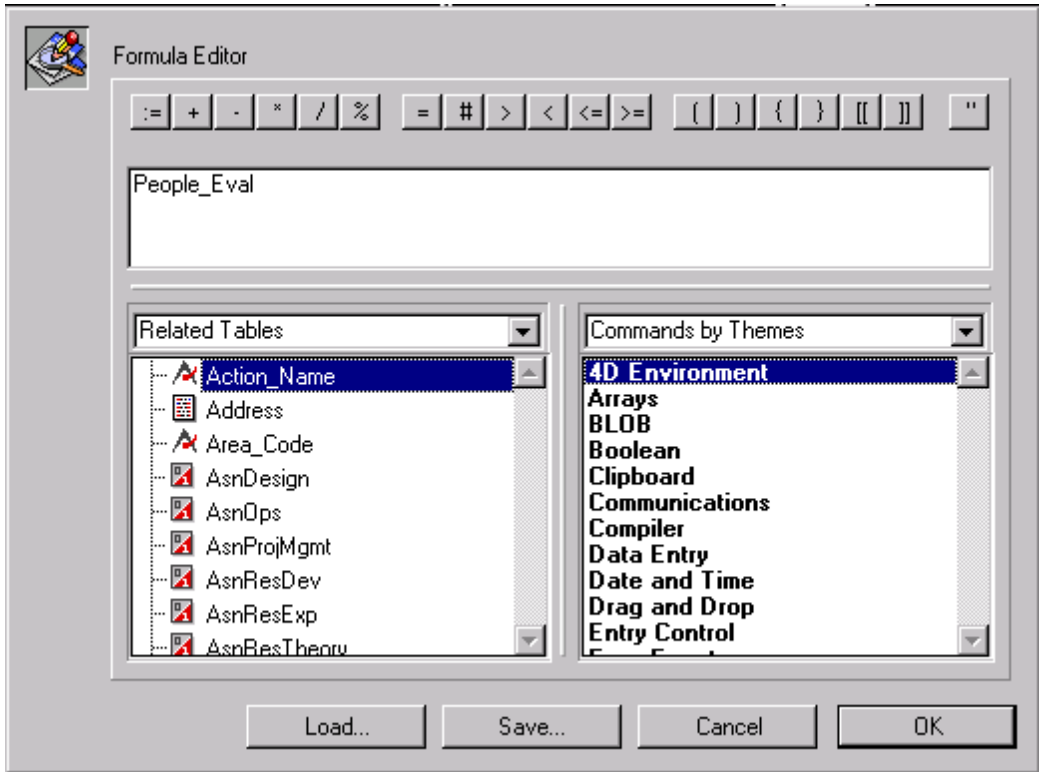 Formula Editor
:= + - * / % = # > < <= >= ( ) { } [[ ]] "
People_Eval
Related Tables
Action_Name
Address
Area_Code
AsnDesign
AsnOps
AsnProjMgmt
AsnResDev
AsnResExp
AsnResTheory
Commands by Themes
4D Environment
Arrays
BLOB
Boolean
Clipboard
Communications
Compiler
Data Entry
Date and Time
Drag and Drop
Entry Control
Load... Save... Cancel OK